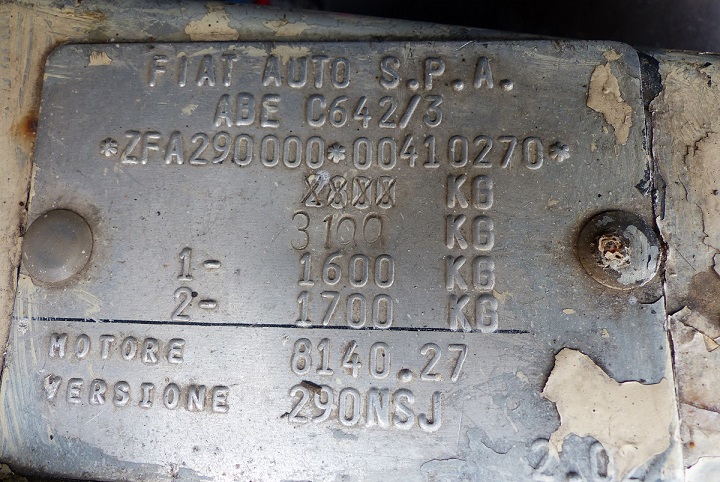 FIAT AUTO S.P.A.
ABE C642/3
*ZFA290000*00410270*
KG
3100 KG
1- 1600 KG
2- 1700 KG
MOTORE 8140.27
VERSIONE 290NSJ